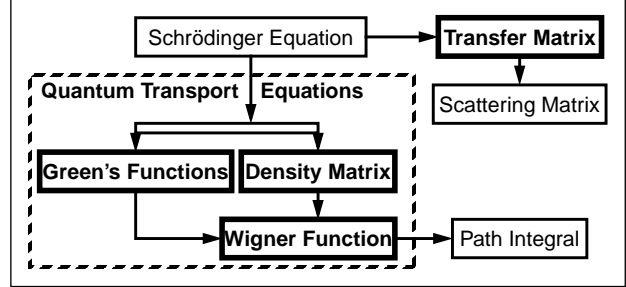 Schrödinger Equation
Transfer Matrix
Scattering Matrix
Quantum Transport Equations
Green's Functions
Density Matrix
Wigner Function
Path Integral